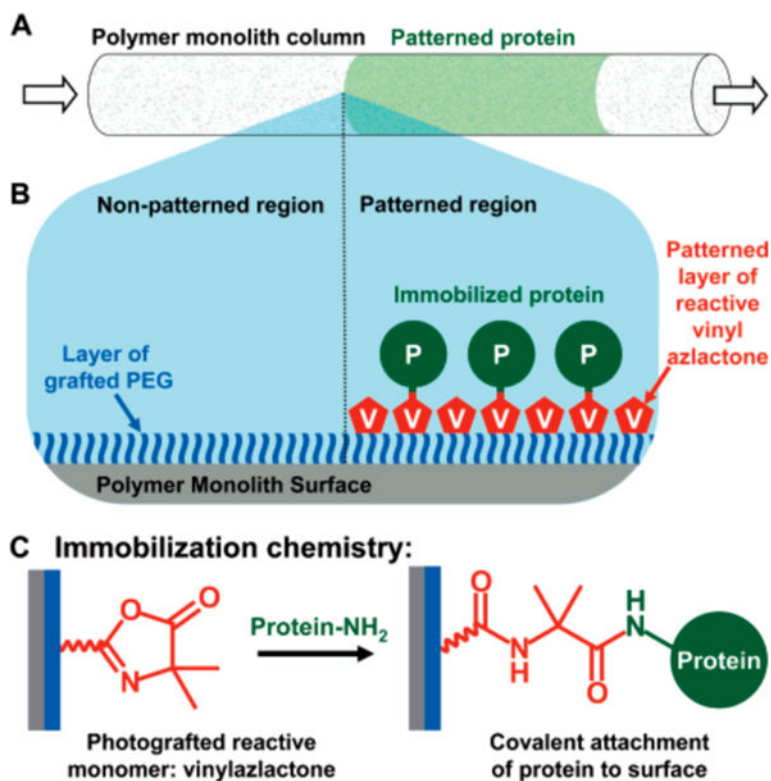 A
Polymer monolith column Patterned protein
B
Non-patterned region Patterned region
Patterned
layer of
reactive
vinyl
azlactone
Immobilized protein
P P P
Layer of
grafted PEG
V V V V V V V
Polymer Monolith Surface
C Immobilization chemistry:
O O
N
Protein-NH₂
O
N
H
O
H
N
Protein
Photografted reactive
monomer: vinylazlactone
Covalent attachment
of protein to surface